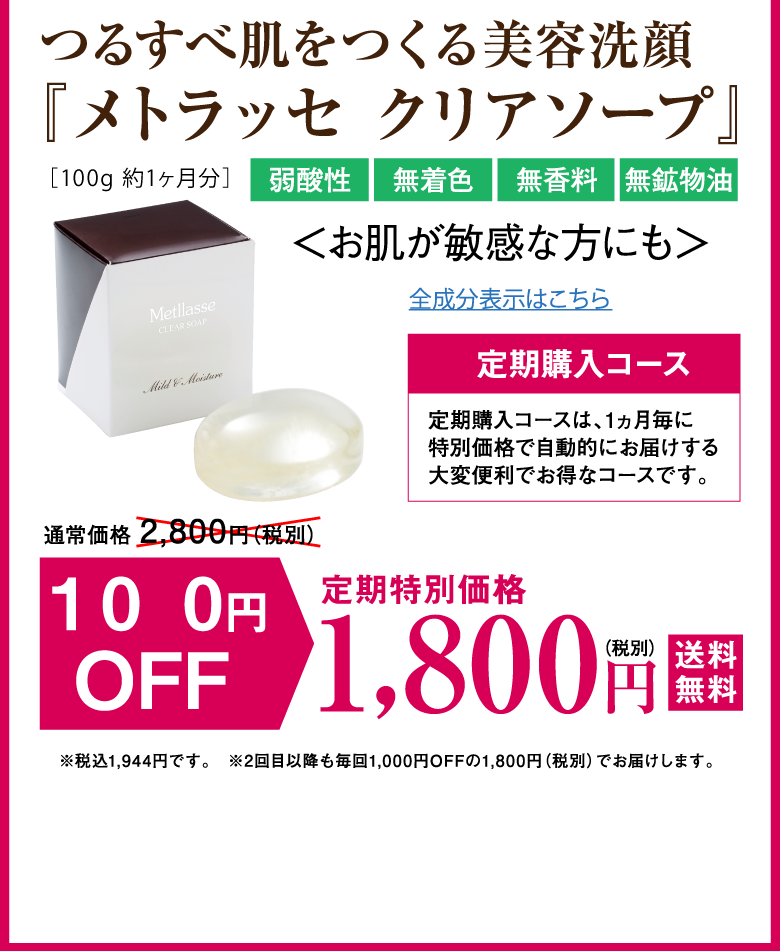 つるすべ肌をつくる美容洗顔
『メトラッセ クリアソープ』
［100g 約1ヶ月分］
弱酸性 無着色 無香料 無鉱物油
＜お肌が敏感な方にも＞
全成分表示はこちら
Metllasse
CLEAR SOAP
Mild & Moisture
定期購入コース
定期購入コースは、1ヵ月毎に
特別価格で自動的にお届けする
大変便利でお得なコースです。
通常価格 2,800円（税別）
10 0円
OFF
定期特別価格
1,800円（税別）
送料
無料
※税込1,944円です。 ※2回目以降も毎回1,000円OFFの1,800円（税別）でお届けします。